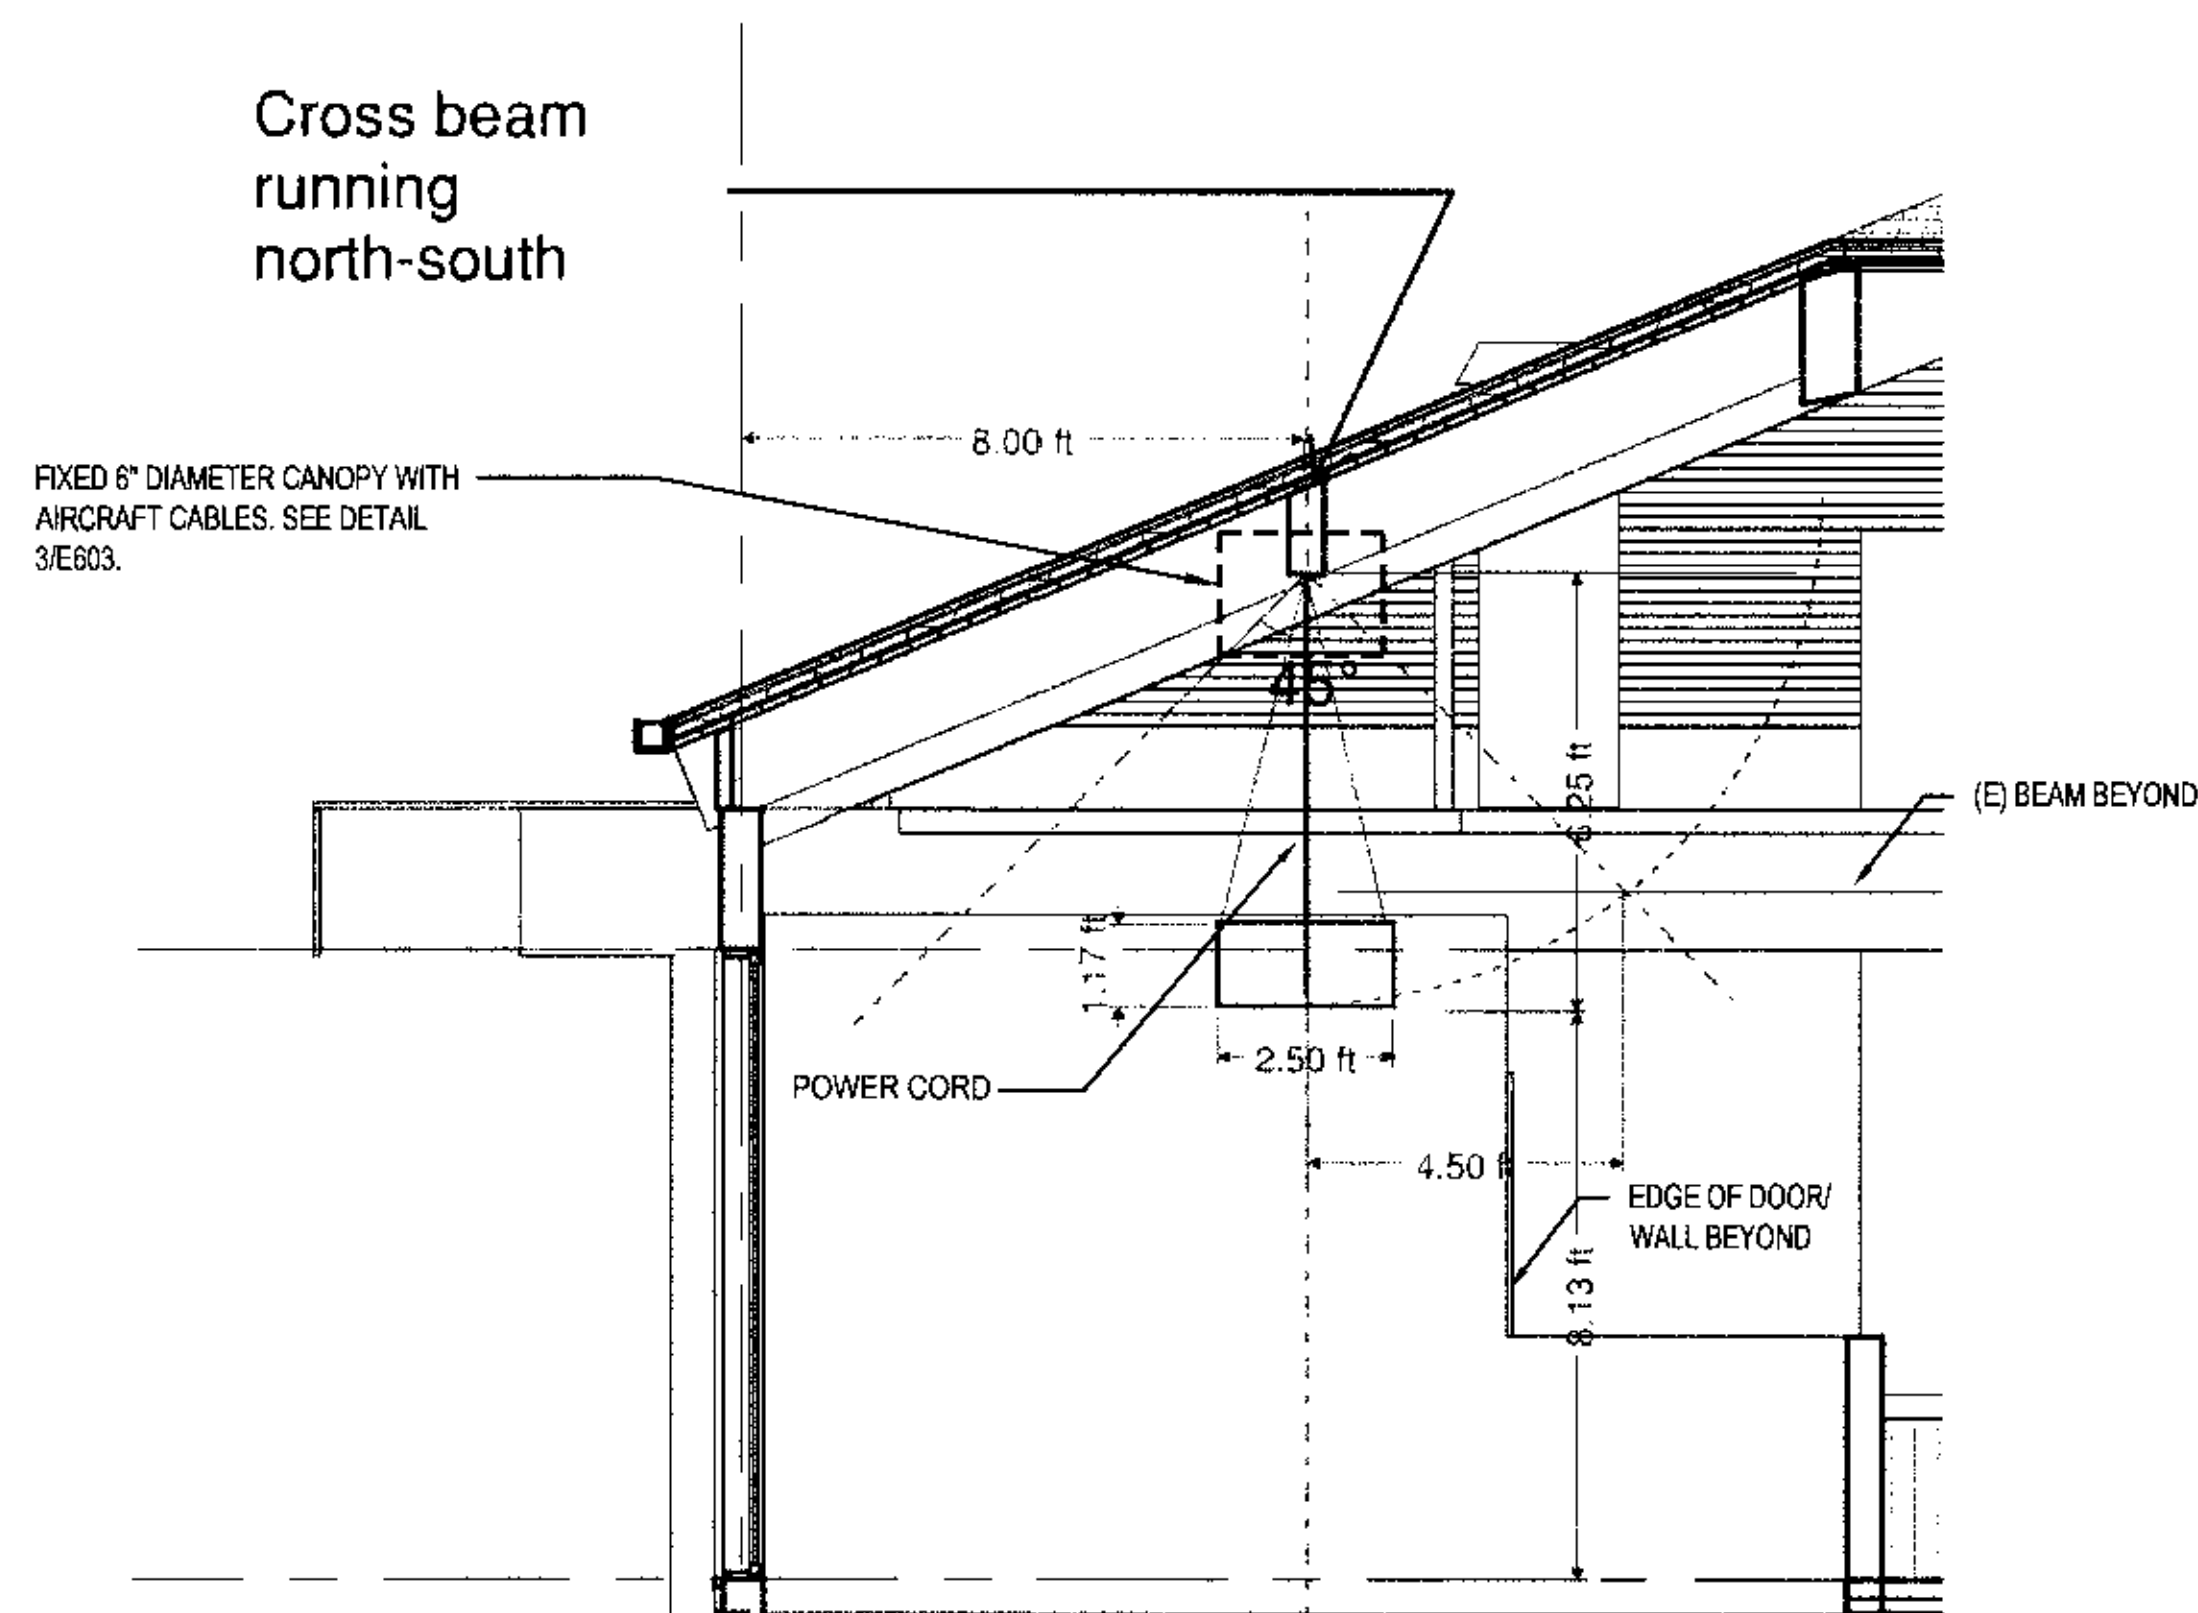 Cross beam
running
north-south
8.00 ft
FIXED 6" DIAMETER CANOPY WITH
AIRCRAFT CABLES. SEE DETAIL
3/E603.
45°
6.25 ft
(E) BEAM BEYOND
1.17 ft
2.50 ft
POWER CORD
4.50 ft
EDGE OF DOOR/
WALL BEYOND
8.13 ft